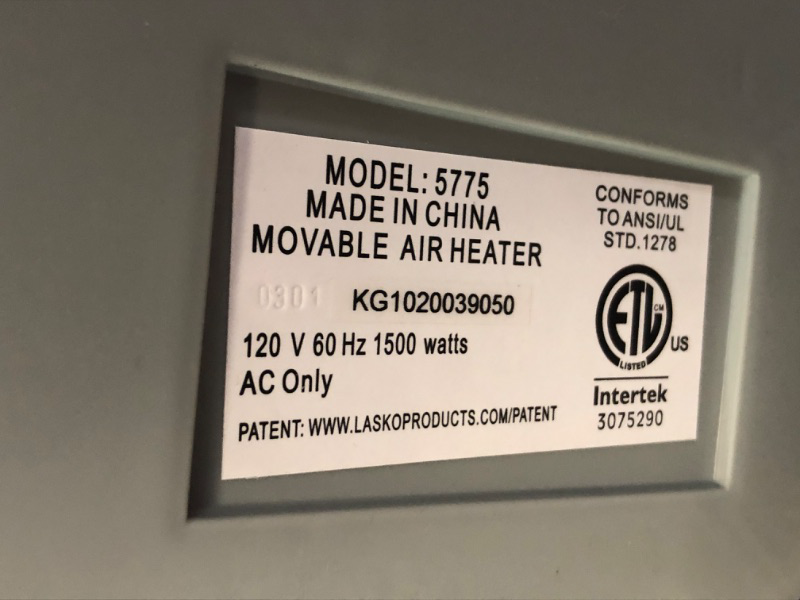 MODEL: 5775
MADE IN CHINA
MOVABLE AIR HEATER
0301 KG1020039050
120 V 60 Hz 1500 watts
AC Only
PATENT: WWW.LASKOPRODUCTS.COM/PATENT
CONFORMS
TO ANSI/UL
STD.1278
ETL CM
US
LISTED
Intertek
3075290